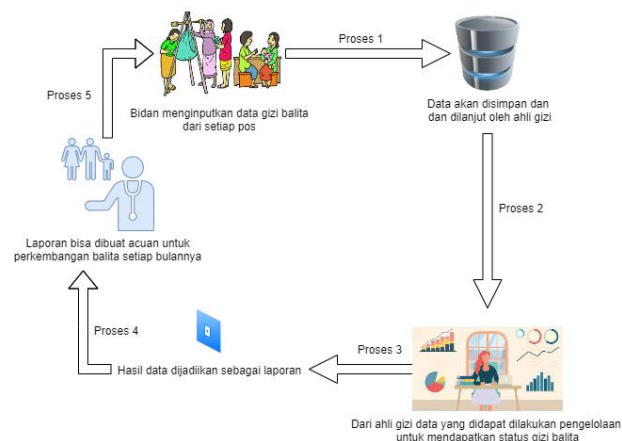 Proses 1
Bidan menginputkan data gizi balita
dari setiap pos
Data akan disimpan dan
dan dilanjut oleh ahli gizi
Proses 2
Dari ahli gizi data yang didapat dilakukan pengelolaan
untuk mendapatkan status gizi balita
Proses 3
Hasil data dijadiikan sebagai laporan
Proses 4
Laporan bisa dibuat acuan untuk
perkembangan balita setiap bulannya
Proses 5